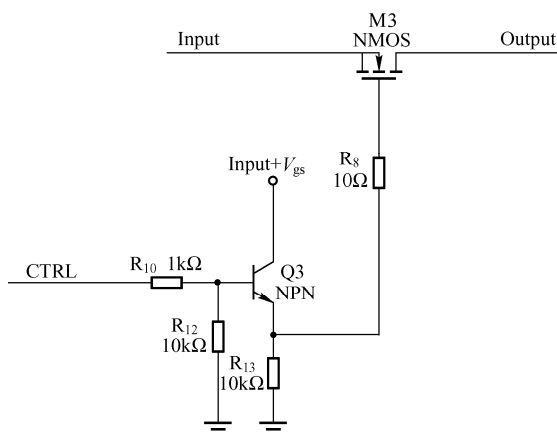 M3
Input
NMOS
Output
R8
10Ω
Input+Vgs
CTRL
R10 1kΩ
Q3
NPN
R12
10kΩ
R13
10kΩ